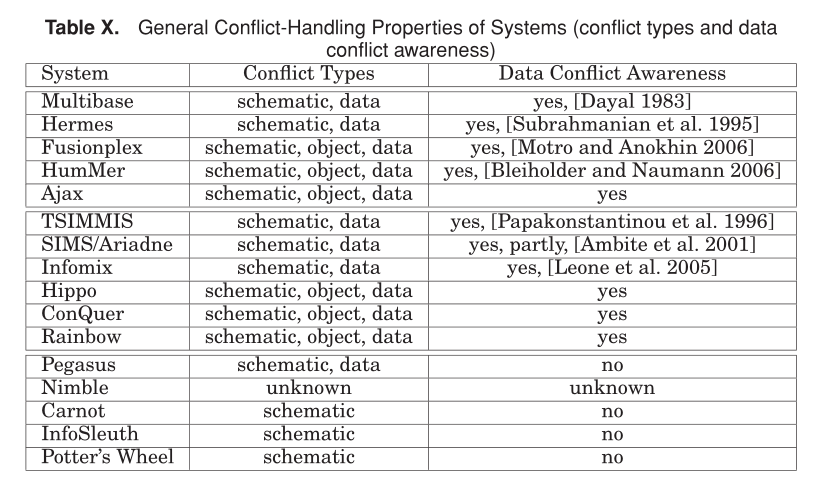 Table X. General Conflict-Handling Properties of Systems (conflict types and data
conflict awareness)
System Conflict Types Data Conflict Awareness
Multibase schematic, data yes, [Dayal 1983]
Hermes schematic, data yes, [Subrahmanian et al. 1995]
Fusionplex schematic, object, data yes, [Motro and Anokhin 2006]
HumMer schematic, object, data yes, [Bleiholder and Naumann 2006]
Ajax schematic, object, data yes
TSIMMIS schematic, data yes, [Papakonstantinou et al. 1996]
SIMS/Ariadne schematic, data yes, partly, [Ambite et al. 2001]
Infomix schematic, data yes, [Leone et al. 2005]
Hippo schematic, object, data yes
ConQuer schematic, object, data yes
Rainbow schematic, object, data yes
Pegasus schematic, data no
Nimble unknown unknown
Carnot schematic no
InfoSleuth schematic no
Potter's Wheel schematic no